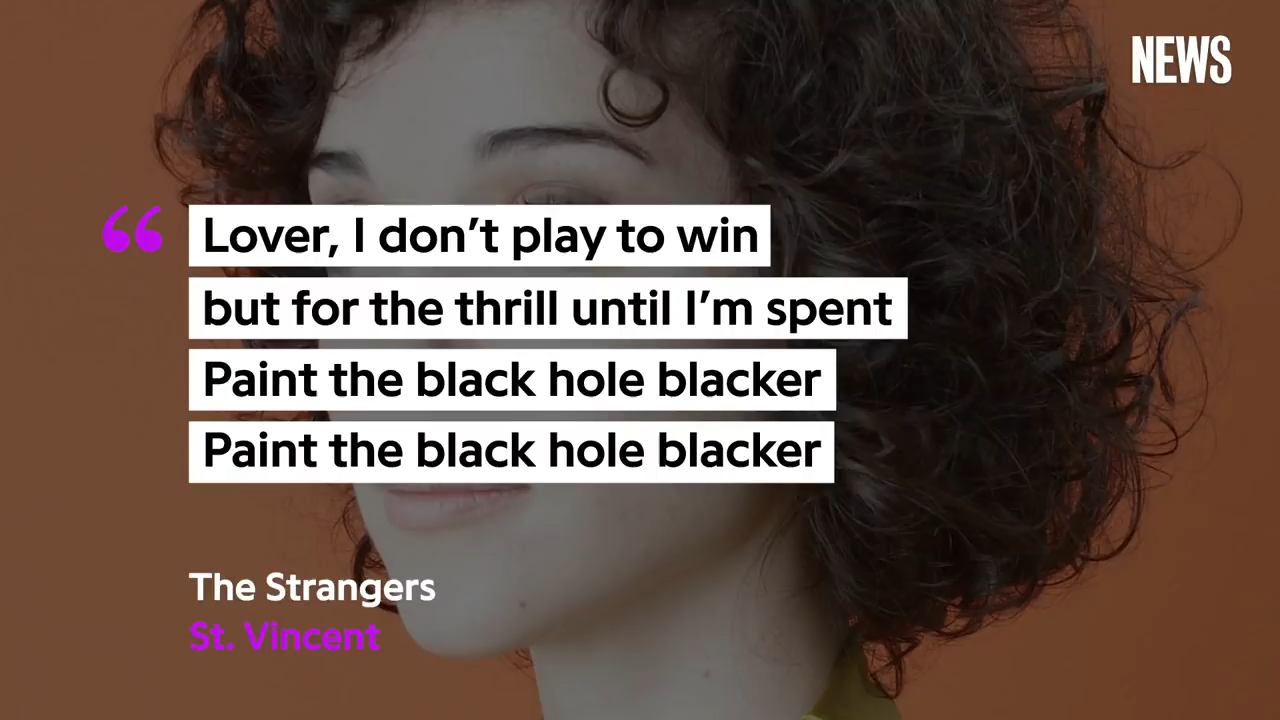 NEWS
“
Lover, I don’t play to win
but for the thrill until I’m spent
Paint the black hole blacker
Paint the black hole blacker
The Strangers
St. Vincent